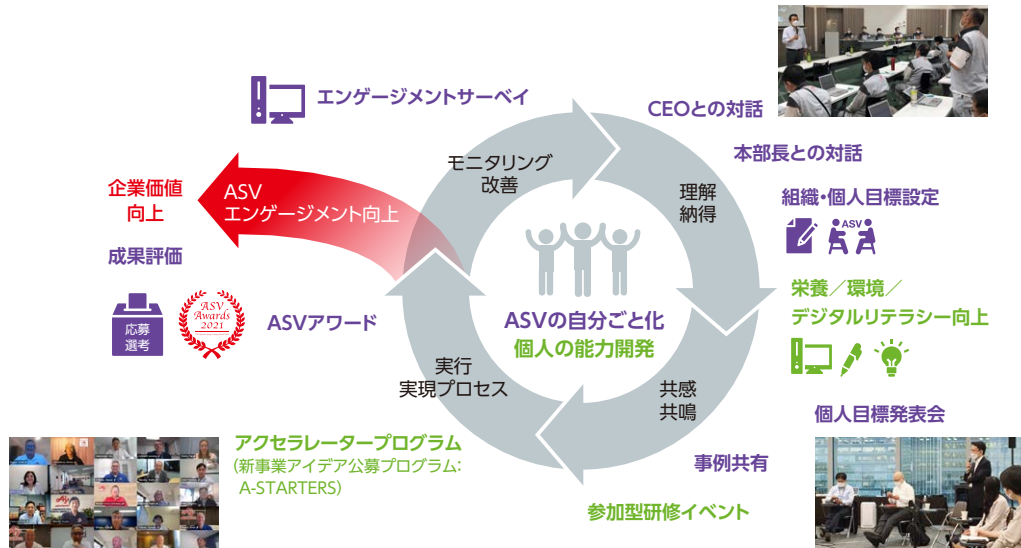 エンゲージメントサーベイ
CEOとの対話
本部長との対話
モニタリング
改善
理解
納得
企業価値
向上
ASV
エンゲージメント向上
組織・個人目標設定
ASV
成果評価
栄養／環境／
デジタルリテラシー向上
応募
選考
ASV
Awards
2021
ASVアワード
ASVの自分ごと化
個人の能力開発
実行
実現プロセス
共感
共鳴
個人目標発表会
アクセラレータープログラム
（新事業アイデア公募プログラム：
A-STARTERS）
事例共有
参加型研修イベント